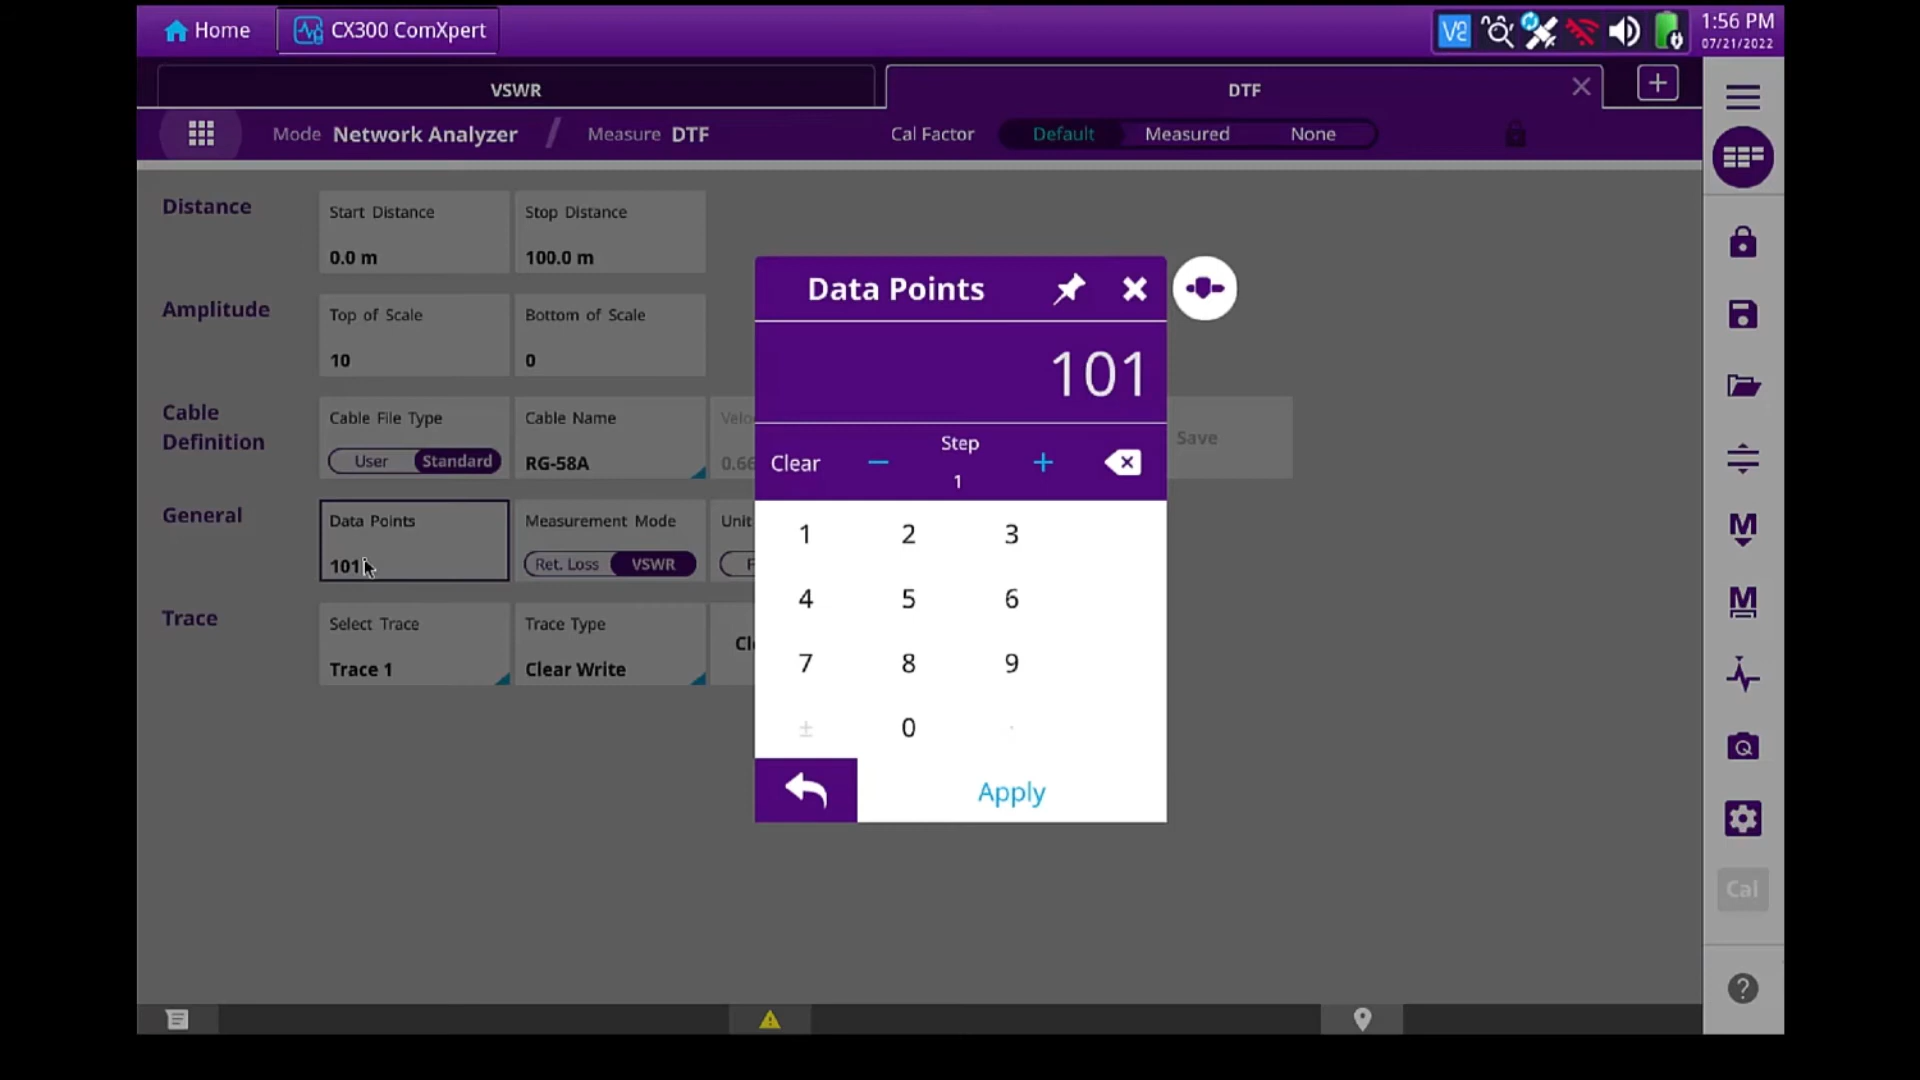 Home
CX300 ComXpert
V2
1:56 PM
07/21/2022
VSWR
DTF
Mode Network Analyzer / Measure DTF
Cal Factor Default Measured None
Distance
Start Distance
0.0 m
Stop Distance
100.0 m
Amplitude
Top of Scale
10
Bottom of Scale
0
Cable
Definition
Cable File Type
User Standard
Cable Name
RG-58A
0.66
Save
General
Data Points
101
Measurement Mode
Ret. Loss VSWR
Unit
F
Trace
Select Trace
Trace 1
Trace Type
Clear Write
Data Points
101
Clear − Step +
1
1 2 3
4 5 6
7 8 9
± 0 .
Apply
M
M
Cal
?